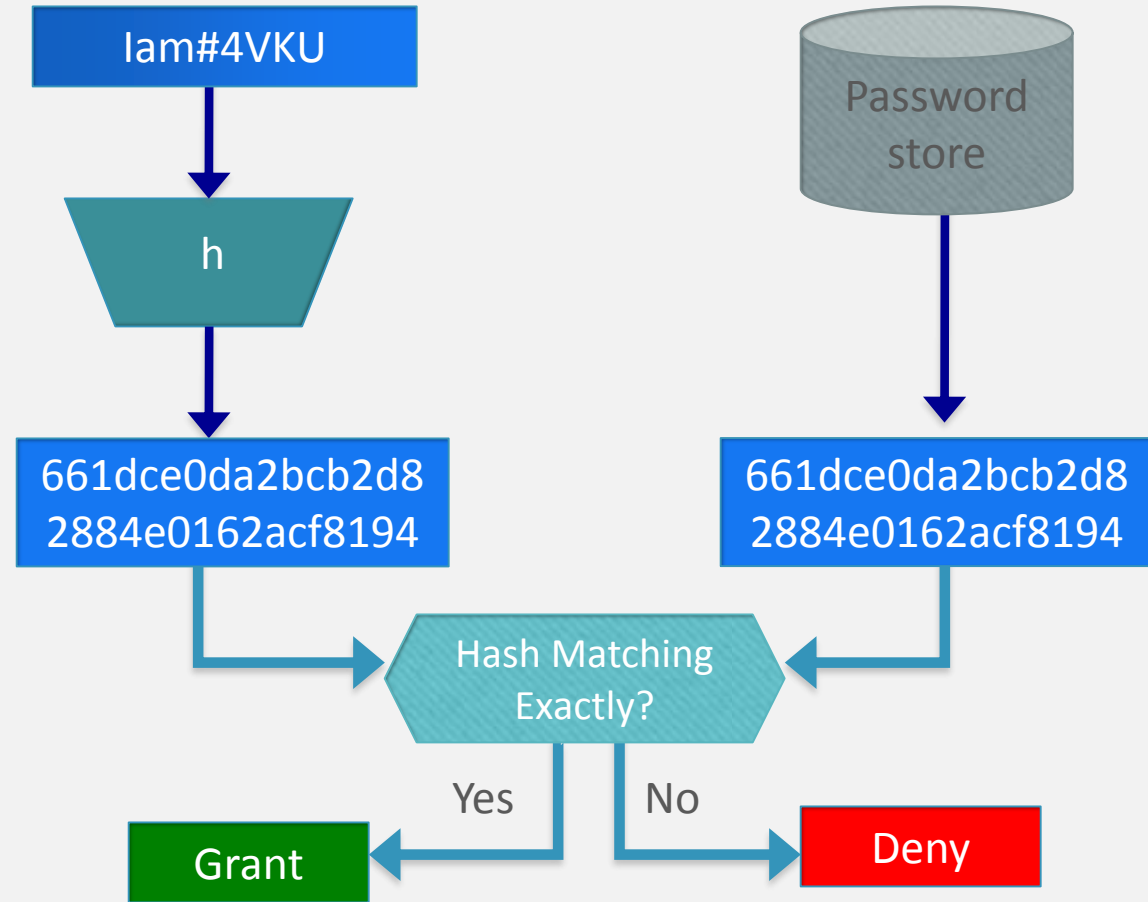 Iam#4VKU
Password
store
h
661dce0da2bcb2d8
2884e0162acf8194
661dce0da2bcb2d8
2884e0162acf8194
Hash Matching
Exactly?
Yes
No
Grant
Deny